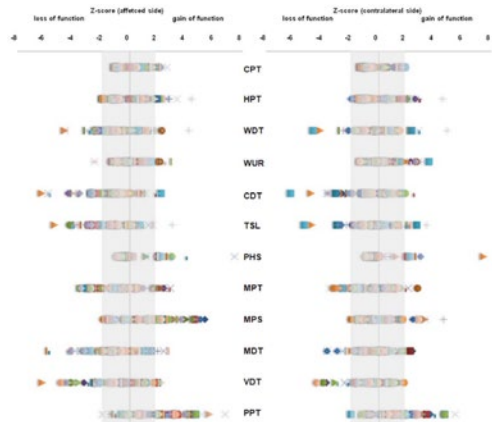 Z-score (affetced side)
loss of function
gain of function
-8 -6 -4 -2 0 2 4 6 8
Z-score (contralateral side)
loss of function
gain of function
-8 -6 -4 -2 0 2 4 6 8
CPT
HPT
WDT
WUR
CDT
TSL
PHS
MPT
MPS
MDT
VDT
PPT